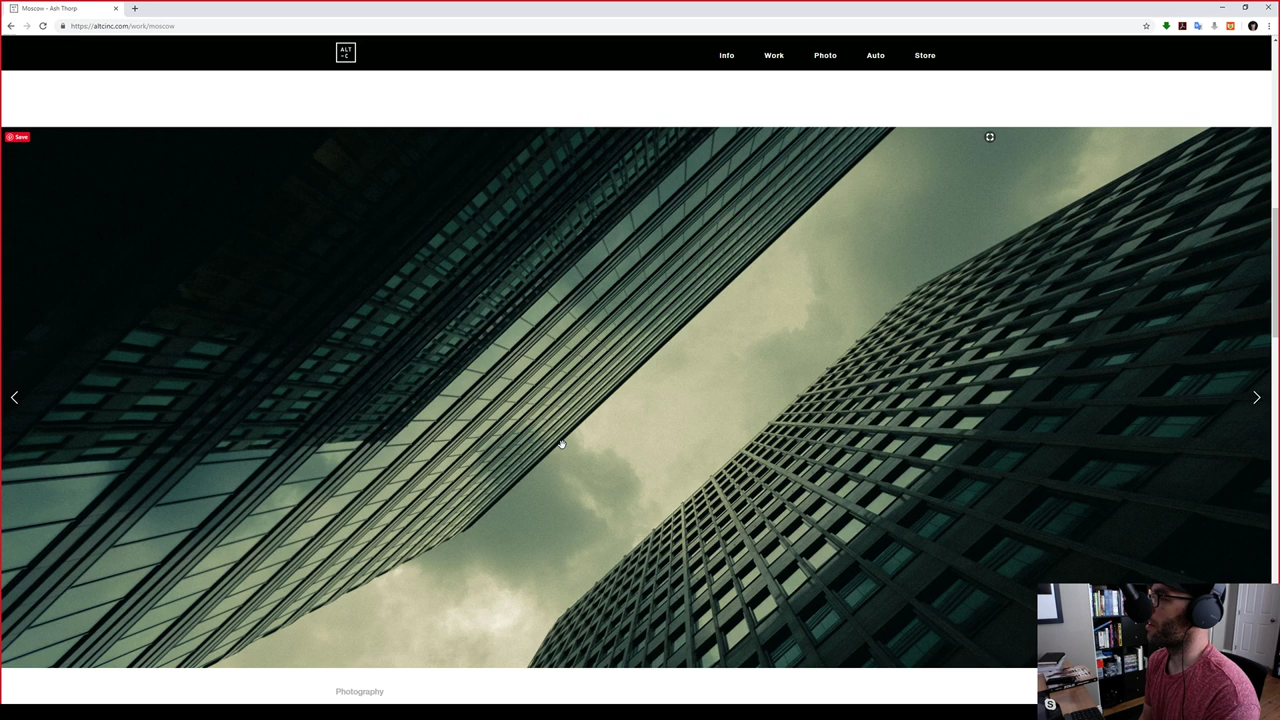 Moscow - Ash Thorp
https://altcinc.com/work/moscow
ALT
-C
Info
Work
Photo
Auto
Store
Save
Photography